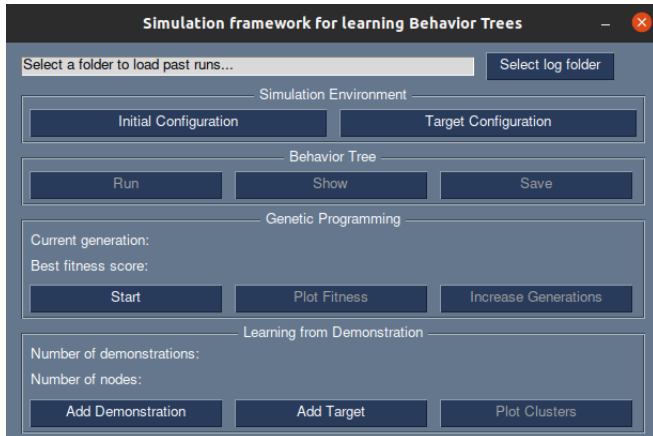 Simulation framework for learning Behavior Trees
Select a folder to load past runs... Select log folder
Simulation Environment
Initial Configuration Target Configuration
Behavior Tree
Run Show Save
Genetic Programming
Current generation:
Best fitness score:
Start Plot Fitness Increase Generations
Learning from Demonstration
Number of demonstrations:
Number of nodes:
Add Demonstration Add Target Plot Clusters